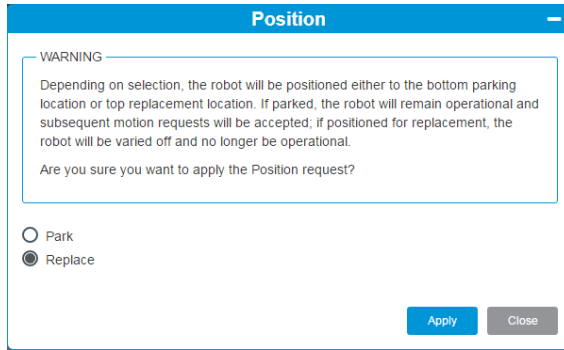 Position
WARNING
Depending on selection, the robot will be positioned either to the bottom parking
location or top replacement location. If parked, the robot will remain operational and
subsequent motion requests will be accepted; if positioned for replacement, the
robot will be varied off and no longer be operational.
Are you sure you want to apply the Position request?
Park
Replace
Apply
Close